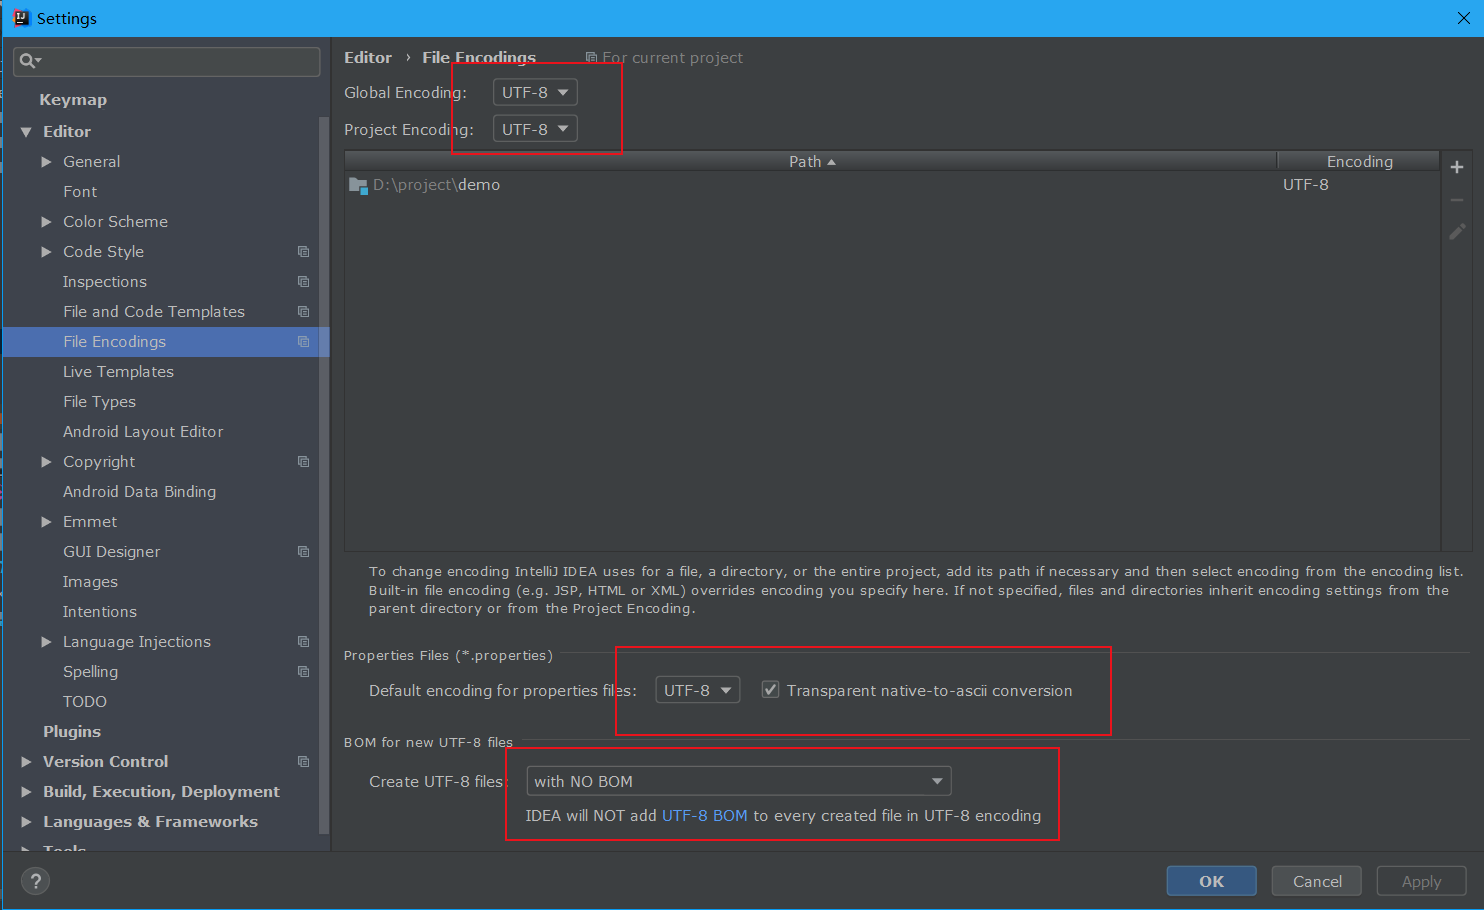 Settings
Editor › File Encodings For current project
Global Encoding: UTF-8
Project Encoding: UTF-8
Keymap
Editor
General
Font
Color Scheme
Code Style
Inspections
File and Code Templates
File Encodings
Live Templates
File Types
Android Layout Editor
Copyright
Android Data Binding
Emmet
GUI Designer
Images
Intentions
Language Injections
Spelling
TODO
Plugins
Version Control
Build, Execution, Deployment
Languages & Frameworks
Tools
Path Encoding
D:\project\demo UTF-8
To change encoding IntelliJ IDEA uses for a file, a directory, or the entire project, add its path if necessary and then select encoding from the encoding list.
Built-in file encoding (e.g. JSP, HTML or XML) overrides encoding you specify here. If not specified, files and directories inherit encoding settings from the
parent directory or from the Project Encoding.
Properties Files (*.properties)
Default encoding for properties files: UTF-8 Transparent native-to-ascii conversion
BOM for new UTF-8 files
Create UTF-8 files: with NO BOM
IDEA will NOT add UTF-8 BOM to every created file in UTF-8 encoding
? OK Cancel Apply